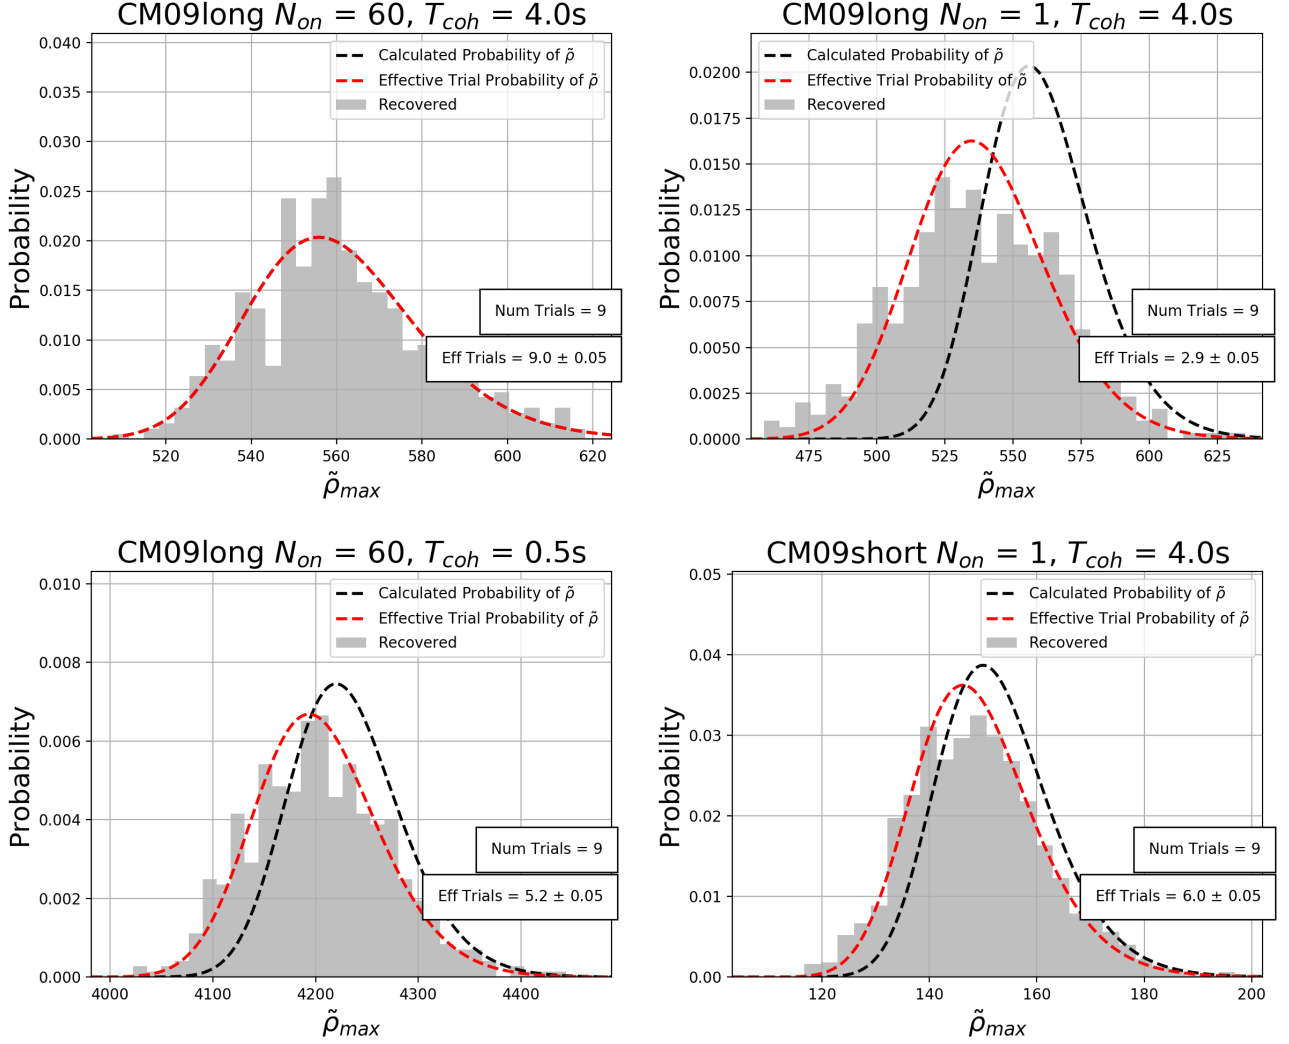 CM09long N_on = 60, T_coh = 4.0s
0.040
0.035
0.030
0.025
0.020
0.015
0.010
0.005
0.000
Probability
Calculated Probability of ρ̃
Effective Trial Probability of ρ̃
Recovered
Num Trials = 9
Eff Trials = 9.0 ± 0.05
520 540 560 580 600 620
ρ̃_max
CM09long N_on = 1, T_coh = 4.0s
0.0200
0.0175
0.0150
0.0125
0.0100
0.0075
0.0050
0.0025
0.0000
Probability
Calculated Probability of ρ̃
Effective Trial Probability of ρ̃
Recovered
Num Trials = 9
Eff Trials = 2.9 ± 0.05
475 500 525 550 575 600 625
ρ̃_max
CM09long N_on = 60, T_coh = 0.5s
0.010
0.008
0.006
0.004
0.002
0.000
Probability
Calculated Probability of ρ̃
Effective Trial Probability of ρ̃
Recovered
Num Trials = 9
Eff Trials = 5.2 ± 0.05
4000 4100 4200 4300 4400
ρ̃_max
CM09short N_on = 1, T_coh = 4.0s
0.05
0.04
0.03
0.02
0.01
0.00
Probability
Calculated Probability of ρ̃
Effective Trial Probability of ρ̃
Recovered
Num Trials = 9
Eff Trials = 6.0 ± 0.05
120 140 160 180 200
ρ̃_max